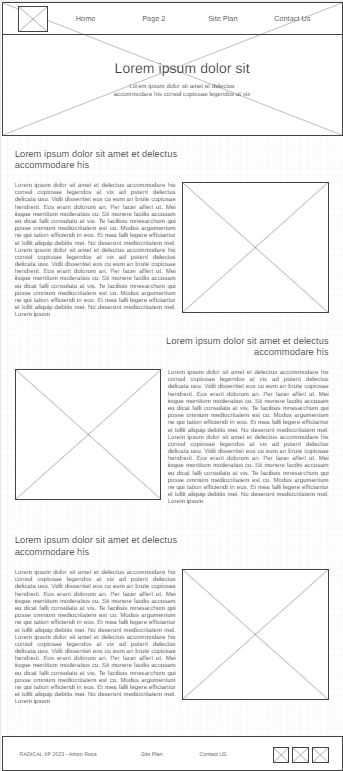 Home Page 2 Site Plan Contact Us
Lorem ipsum dolor sit
Lorem ipsum dolor sit amet et delectus
accommodare his consul copiosae legendos at vix
Lorem ipsum dolor sit amet et delectus
accommodare his
Lorem ipsum dolor sit amet et delectus accommodare his
consul copiosae legendos at vix ad putent delectus
delicata usu. Vidit dissentiet eos cu eum an brute copiosae
hendrerit. Eos erant dolorum an. Per facer affert ut. Mei
iisque mentitum moderatius cu. Sit munere facilis accusam
eu dicat falli consulatu at vis. Te facilisis mnesarchum qui
posse omnium mediocritatem est cu. Modus argumentum
ne qui tation efficiendi in eos. Ei mea falli legere efficiantur
et tollit aliquip debitis mei. No deserunt mediocritatem mel.
Lorem ipsum dolor sit amet et delectus accommodare his
consul copiosae legendos at vix ad putent delectus
delicata usu. Vidit dissentiet eos cu eum an brute copiosae
hendrerit. Eos erant dolorum an. Per facer affert ut. Mei
iisque mentitum moderatius cu. Sit munere facilis accusam
eu dicat falli consulatu at vis. Te facilisis mnesarchum qui
posse omnium mediocritatem est cu. Modus argumentum
ne qui tation efficiendi in eos. Ei mea falli legere efficiantur
et tollit aliquip debitis mei. No deserunt mediocritatem mel.
Lorem ipsum
Lorem ipsum dolor sit amet et delectus
accommodare his
Lorem ipsum dolor sit amet et delectus accommodare his
consul copiosae legendos at vix ad putent delectus
delicata usu. Vidit dissentiet eos cu eum an brute copiosae
hendrerit. Eos erant dolorum an. Per facer affert ut. Mei
iisque mentitum moderatius cu. Sit munere facilis accusam
eu dicat falli consulatu at vis. Te facilisis mnesarchum qui
posse omnium mediocritatem est cu. Modus argumentum
ne qui tation efficiendi in eos. Ei mea falli legere efficiantur
et tollit aliquip debitis mei. No deserunt mediocritatem mel.
Lorem ipsum dolor sit amet et delectus accommodare his
consul copiosae legendos at vix ad putent delectus
delicata usu. Vidit dissentiet eos cu eum an brute copiosae
hendrerit. Eos erant dolorum an. Per facer affert ut. Mei
iisque mentitum moderatius cu. Sit munere facilis accusam
eu dicat falli consulatu at vis. Te facilisis mnesarchum qui
posse omnium mediocritatem est cu. Modus argumentum
ne qui tation efficiendi in eos. Ei mea falli legere efficiantur
et tollit aliquip debitis mei. No deserunt mediocritatem mel.
Lorem ipsum
Lorem ipsum dolor sit amet et delectus
accommodare his
Lorem ipsum dolor sit amet et delectus accommodare his
consul copiosae legendos at vix ad putent delectus
delicata usu. Vidit dissentiet eos cu eum an brute copiosae
hendrerit. Eos erant dolorum an. Per facer affert ut. Mei
iisque mentitum moderatius cu. Sit munere facilis accusam
eu dicat falli consulatu at vis. Te facilisis mnesarchum qui
posse omnium mediocritatem est cu. Modus argumentum
ne qui tation efficiendi in eos. Ei mea falli legere efficiantur
et tollit aliquip debitis mei. No deserunt mediocritatem mel.
Lorem ipsum dolor sit amet et delectus accommodare his
consul copiosae legendos at vix ad putent delectus
delicata usu. Vidit dissentiet eos cu eum an brute copiosae
hendrerit. Eos erant dolorum an. Per facer affert ut. Mei
iisque mentitum moderatius cu. Sit munere facilis accusam
eu dicat falli consulatu at vis. Te facilisis mnesarchum qui
posse omnium mediocritatem est cu. Modus argumentum
ne qui tation efficiendi in eos. Ei mea falli legere efficiantur
et tollit aliquip debitis mei. No deserunt mediocritatem mel.
Lorem ipsum
RADICAL XP 2023 - Amon Roca Site Plan Contact US